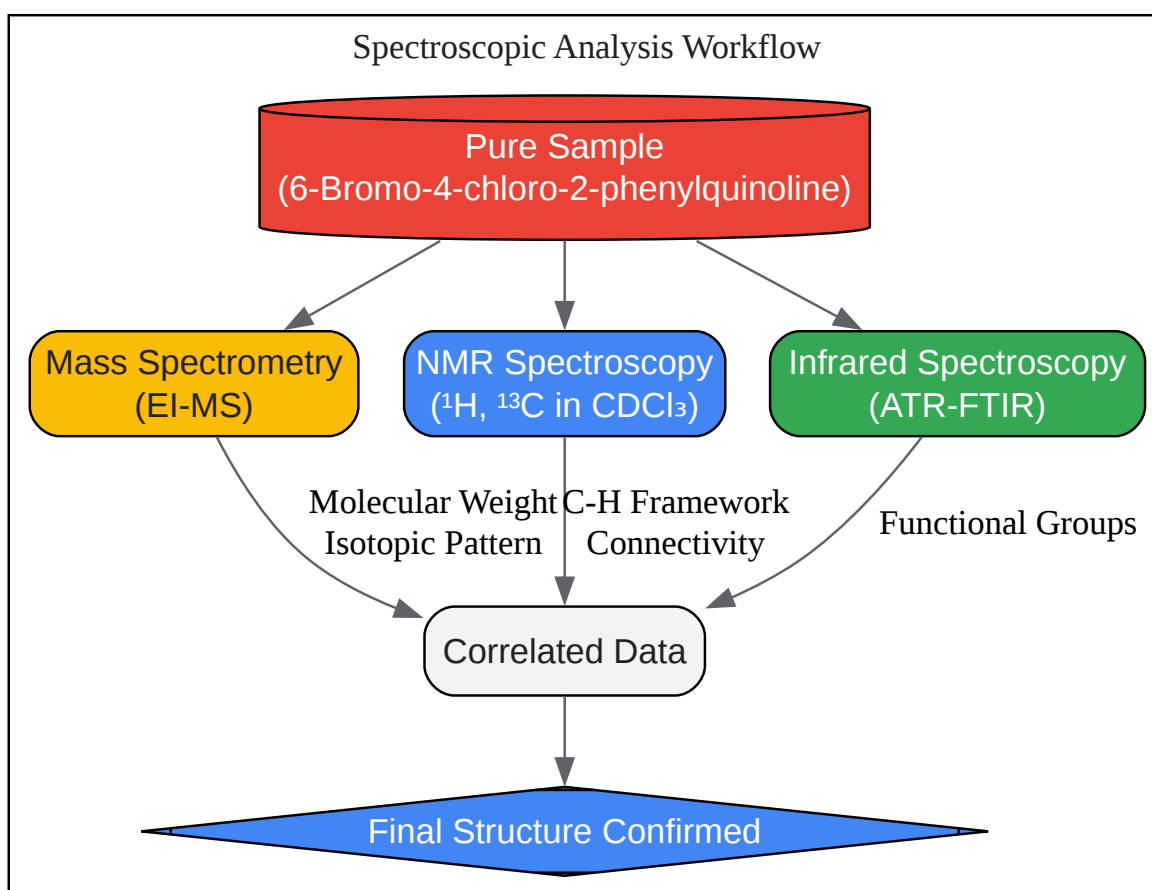 Spectroscopic Analysis Workflow
Pure Sample
(6-Bromo-4-chloro-2-phenylquinoline)
Mass Spectrometry
(EI-MS)
NMR Spectroscopy
(¹H, ¹³C in CDCl₃)
Infrared Spectroscopy
(ATR-FTIR)
Molecular Weight
Isotopic Pattern
C-H Framework
Connectivity
Functional Groups
Correlated Data
Final Structure Confirmed